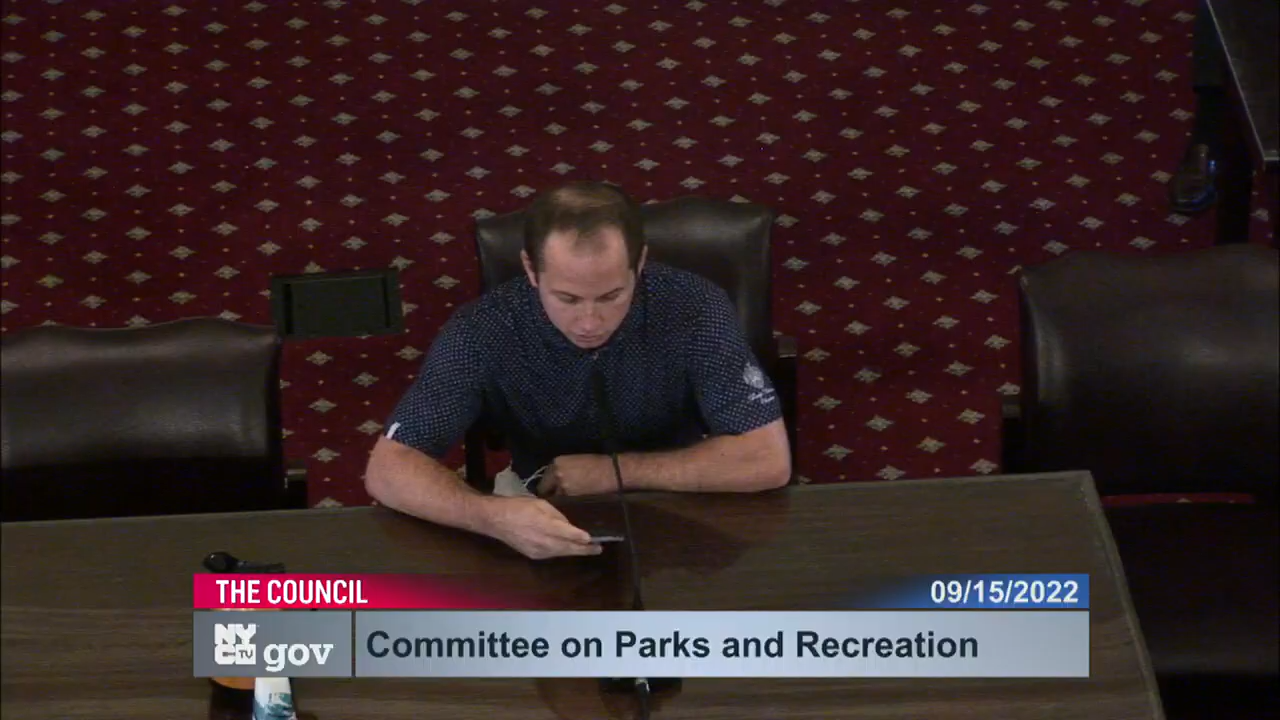 THE COUNCIL
09/15/2022
NYC TV gov
Committee on Parks and Recreation